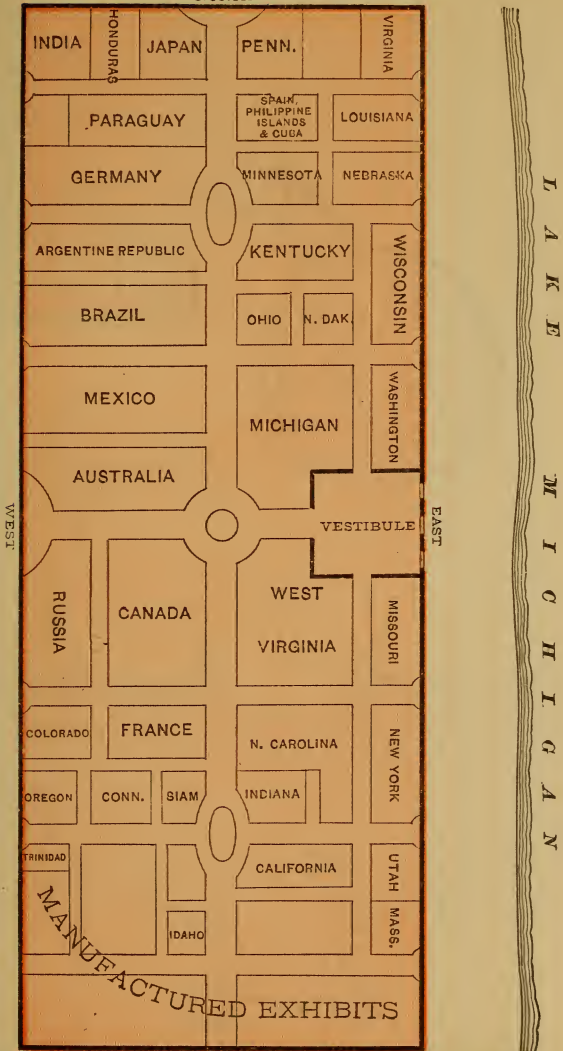 INDIA
HONDURAS
JAPAN
PENN.
VIRGINIA
PARAGUAY
SPAIN,
PHILIPPINE
ISLANDS
& CUBA
LOUISIANA
GERMANY
MINNESOTA
NEBRASKA
ARGENTINE REPUBLIC
KENTUCKY
WISCONSIN
BRAZIL
OHIO
N. DAK.
MEXICO
MICHIGAN
WASHINGTON
AUSTRALIA
WEST
VESTIBULE
EAST
RUSSIA
CANADA
WEST
VIRGINIA
MISSOURI
COLORADO
FRANCE
N. CAROLINA
NEW YORK
OREGON
CONN.
SIAM
INDIANA
TRINIDAD
CALIFORNIA
UTAH
MASS.
IDAHO
MANUFACTURED EXHIBITS
LAKE MICHIGAN